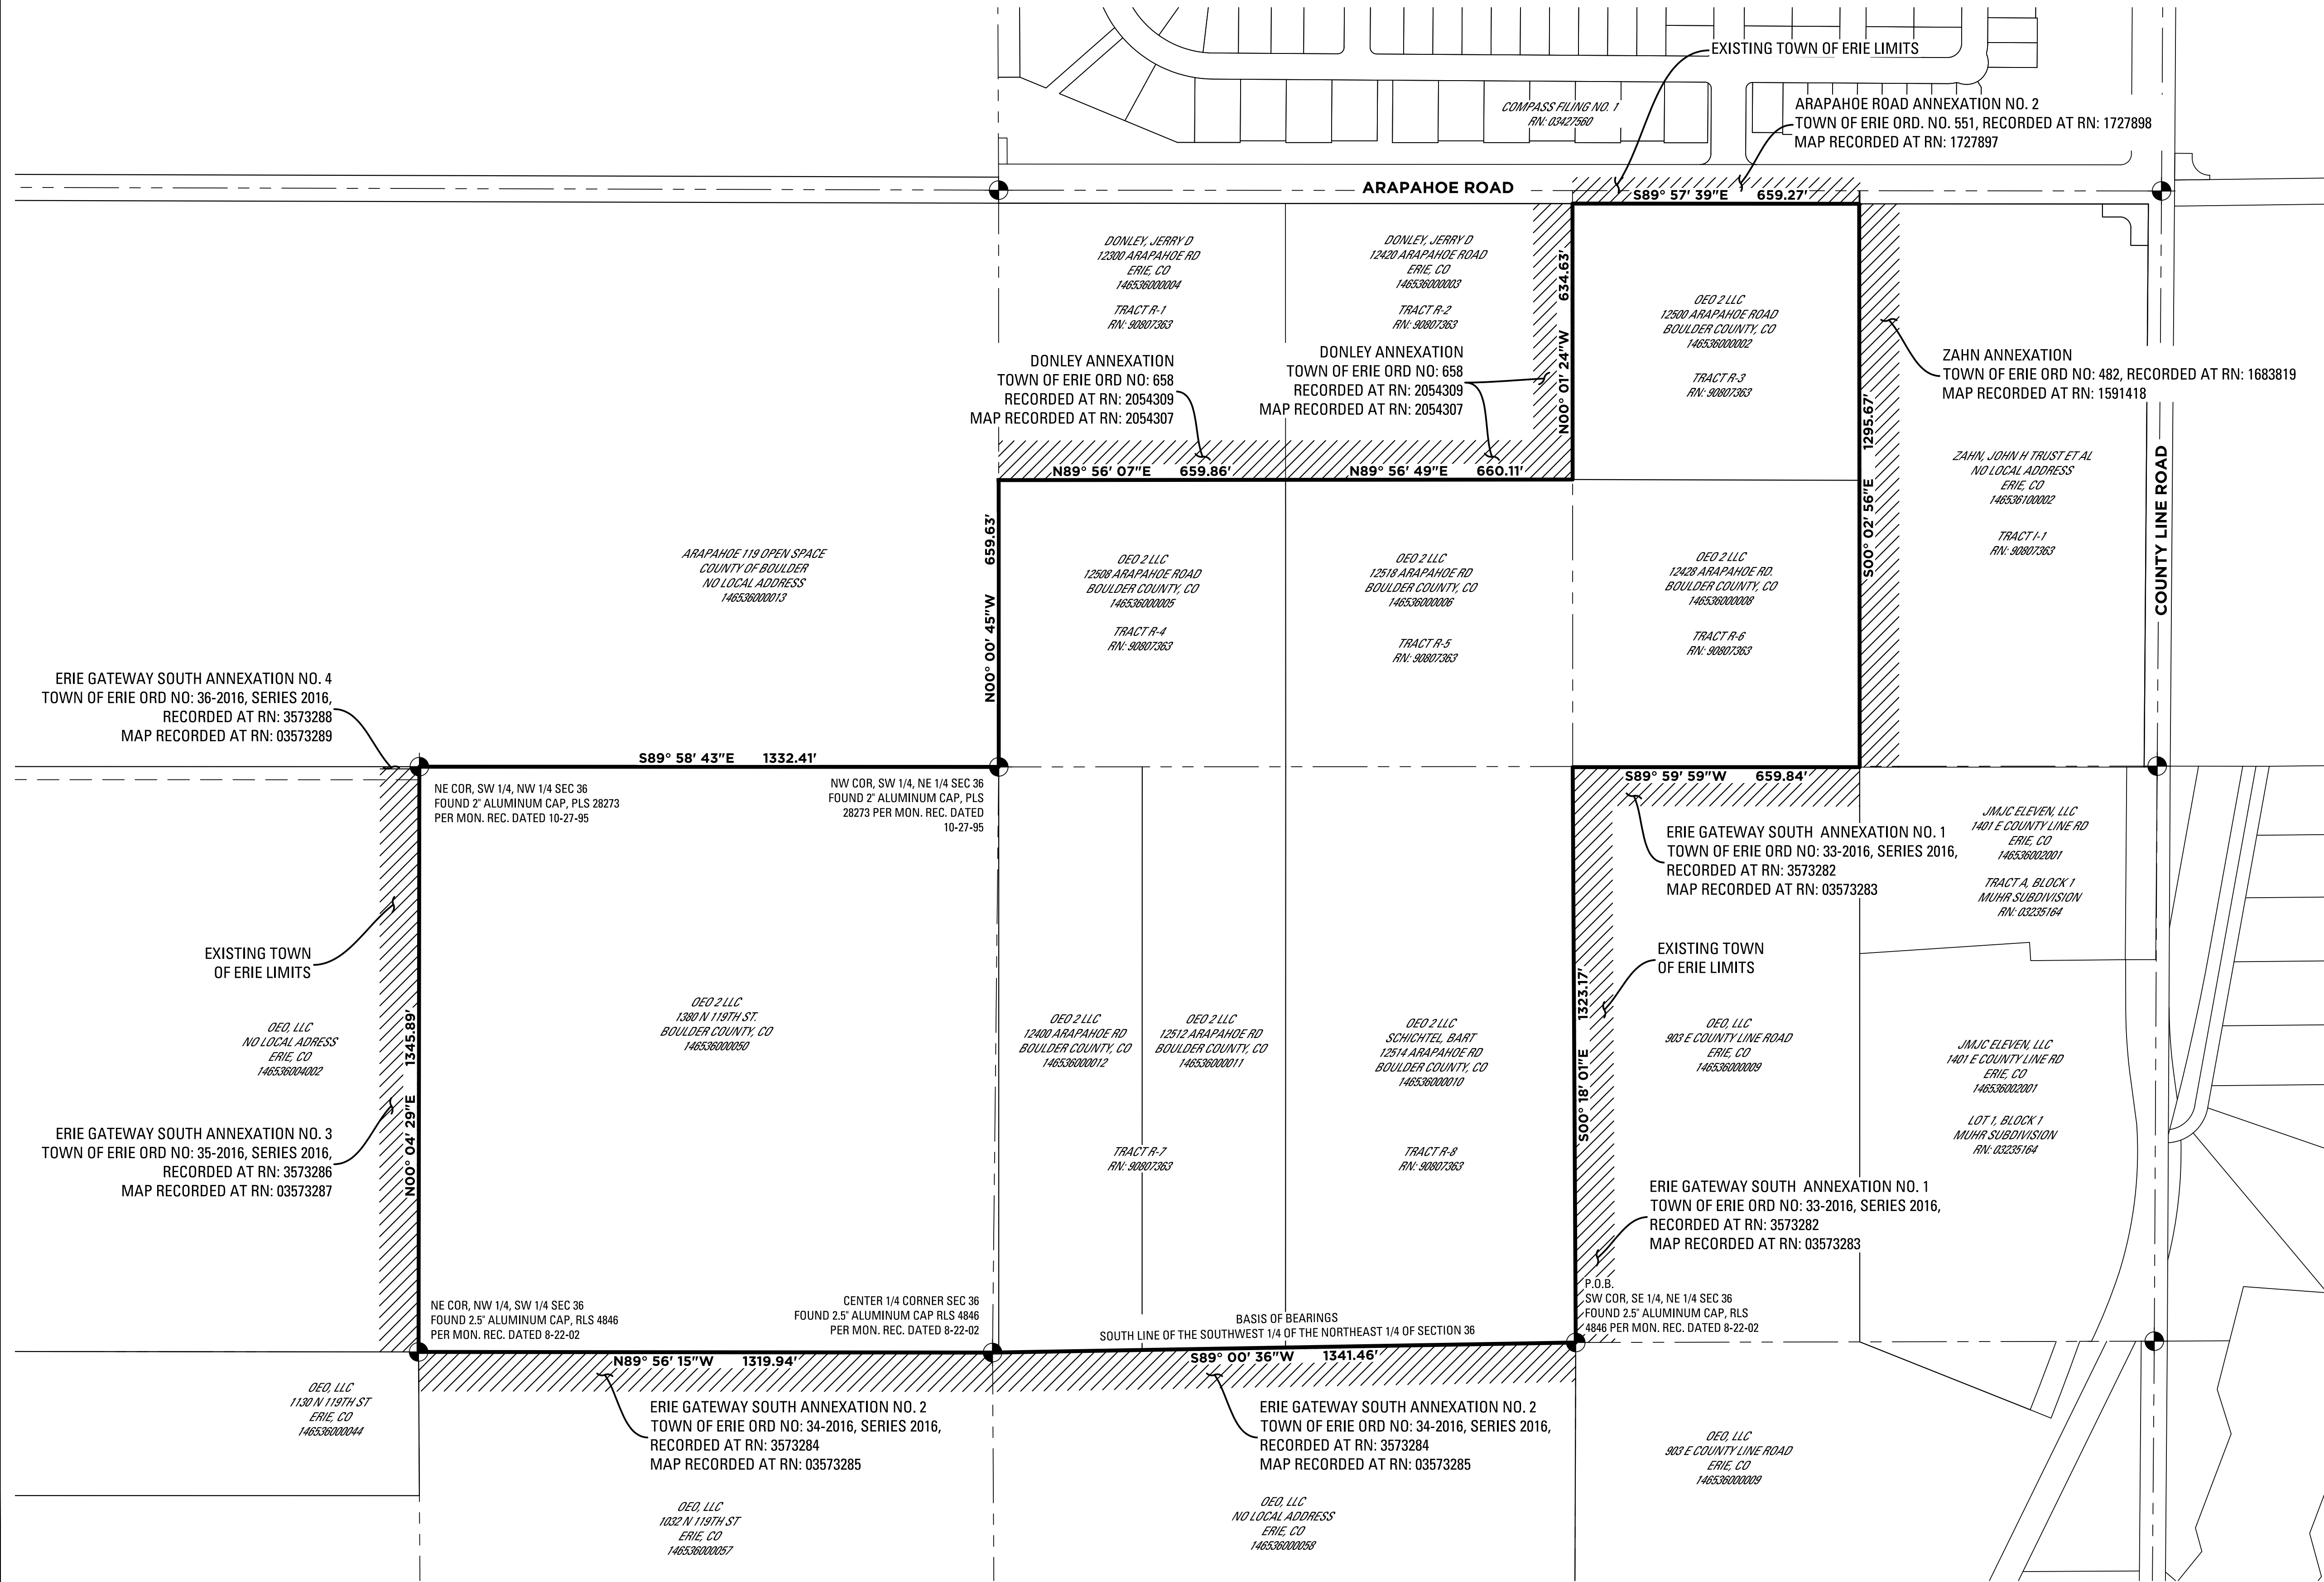 EXISTING TOWN OF ERIE LIMITS
COMPASS FILING NO. 1
RN: 03427560
ARAPAHOE ROAD ANNEXATION NO. 2
TOWN OF ERIE ORD. NO. 551, RECORDED AT RN: 1727898
MAP RECORDED AT RN: 1727897
ARAPAHOE ROAD
S89° 57' 39"E 659.27'
DONLEY, JERRY D
12300 ARAPAHOE RD
ERIE, CO
146536000004
TRACT R-1
RN: 90807363
DONLEY, JERRY D
12420 ARAPAHOE ROAD
ERIE, CO
146536000003
TRACT R-2
RN: 90807363
N00° 01' 24"W 634.63'
OEO 2 LLC
12500 ARAPAHOE ROAD
BOULDER COUNTY, CO
146536000002
TRACT R-3
RN: 90807363
DONLEY ANNEXATION
TOWN OF ERIE ORD NO: 658
RECORDED AT RN: 2054309
MAP RECORDED AT RN: 2054307
DONLEY ANNEXATION
TOWN OF ERIE ORD NO: 658
RECORDED AT RN: 2054309
MAP RECORDED AT RN: 2054307
ZAHN ANNEXATION
TOWN OF ERIE ORD NO: 482, RECORDED AT RN: 1683819
MAP RECORDED AT RN: 1591418
S00° 02' 56"E 1295.67'
ZAHN, JOHN H TRUST ET AL
NO LOCAL ADDRESS
ERIE, CO
146536100002
TRACT I-1
RN: 90807363
COUNTY LINE ROAD
N89° 56' 07"E 659.86'
N89° 56' 49"E 660.11'
N00° 00' 45"W 659.63'
ARAPAHOE 119 OPEN SPACE
COUNTY OF BOULDER
NO LOCAL ADDRESS
146536000013
OEO 2 LLC
12508 ARAPAHOE ROAD
BOULDER COUNTY, CO
146536000005
TRACT R-4
RN: 90807363
OEO 2 LLC
12518 ARAPAHOE RD
BOULDER COUNTY, CO
146536000006
TRACT R-5
RN: 90807363
OEO 2 LLC
12428 ARAPAHOE RD.
BOULDER COUNTY, CO
146536000008
TRACT R-6
RN: 90807363
ERIE GATEWAY SOUTH ANNEXATION NO. 4
TOWN OF ERIE ORD NO: 36-2016, SERIES 2016,
RECORDED AT RN: 3573288
MAP RECORDED AT RN: 03573289
S89° 58' 43"E 1332.41'
NE COR, SW 1/4, NW 1/4 SEC 36
FOUND 2" ALUMINUM CAP, PLS 28273
PER MON. REC. DATED 10-27-95
NW COR, SW 1/4, NE 1/4 SEC 36
FOUND 2" ALUMINUM CAP, PLS
28273 PER MON. REC. DATED
10-27-95
S89° 59' 59"W 659.84'
ERIE GATEWAY SOUTH ANNEXATION NO. 1
TOWN OF ERIE ORD NO: 33-2016, SERIES 2016,
RECORDED AT RN: 3573282
MAP RECORDED AT RN: 03573283
JMJC ELEVEN, LLC
1401 E COUNTY LINE RD
ERIE, CO
146536002001
TRACT A, BLOCK 1
MUHR SUBDIVISION
RN: 03235164
EXISTING TOWN
OF ERIE LIMITS
EXISTING TOWN
OF ERIE LIMITS
N00° 04' 29"E 1345.89'
S00° 18' 01"E 1323.17'
OEO, LLC
NO LOCAL ADRESS
ERIE, CO
146536004002
OEO 2 LLC
1380 N 119TH ST.
BOULDER COUNTY, CO
146536000050
OEO 2 LLC
12400 ARAPAHOE RD
BOULDER COUNTY, CO
146536000012
OEO 2 LLC
12512 ARAPAHOE RD
BOULDER COUNTY, CO
146536000011
OEO 2 LLC
SCHICHTEL, BART
12514 ARAPAHOE RD
BOULDER COUNTY, CO
146536000010
OEO, LLC
903 E COUNTY LINE ROAD
ERIE, CO
146536000009
JMJC ELEVEN, LLC
1401 E COUNTY LINE RD
ERIE, CO
146536002001
LOT 1, BLOCK 1
MUHR SUBDIVISION
RN: 03235164
ERIE GATEWAY SOUTH ANNEXATION NO. 3
TOWN OF ERIE ORD NO: 35-2016, SERIES 2016,
RECORDED AT RN: 3573286
MAP RECORDED AT RN: 03573287
TRACT R-7
RN: 90807363
TRACT R-8
RN: 90807363
ERIE GATEWAY SOUTH ANNEXATION NO. 1
TOWN OF ERIE ORD NO: 33-2016, SERIES 2016,
RECORDED AT RN: 3573282
MAP RECORDED AT RN: 03573283
NE COR, NW 1/4, SW 1/4 SEC 36
FOUND 2.5" ALUMINUM CAP, RLS 4846
PER MON. REC. DATED 8-22-02
CENTER 1/4 CORNER SEC 36
FOUND 2.5" ALUMINUM CAP RLS 4846
PER MON. REC. DATED 8-22-02
BASIS OF BEARINGS
SOUTH LINE OF THE SOUTHWEST 1/4 OF THE NORTHEAST 1/4 OF SECTION 36
P.O.B.
SW COR, SE 1/4, NE 1/4 SEC 36
FOUND 2.5" ALUMINUM CAP, RLS
4846 PER MON. REC. DATED 8-22-02
N89° 56' 15"W 1319.94'
S89° 00' 36"W 1341.46'
OEO, LLC
1130 N 119TH ST
ERIE, CO
146536000044
ERIE GATEWAY SOUTH ANNEXATION NO. 2
TOWN OF ERIE ORD NO: 34-2016, SERIES 2016,
RECORDED AT RN: 3573284
MAP RECORDED AT RN: 03573285
ERIE GATEWAY SOUTH ANNEXATION NO. 2
TOWN OF ERIE ORD NO: 34-2016, SERIES 2016,
RECORDED AT RN: 3573284
MAP RECORDED AT RN: 03573285
OEO, LLC
903 E COUNTY LINE ROAD
ERIE, CO
146536000009
OEO, LLC
1032 N 119TH ST
ERIE, CO
146536000057
OEO, LLC
NO LOCAL ADDRESS
ERIE, CO
146536000058